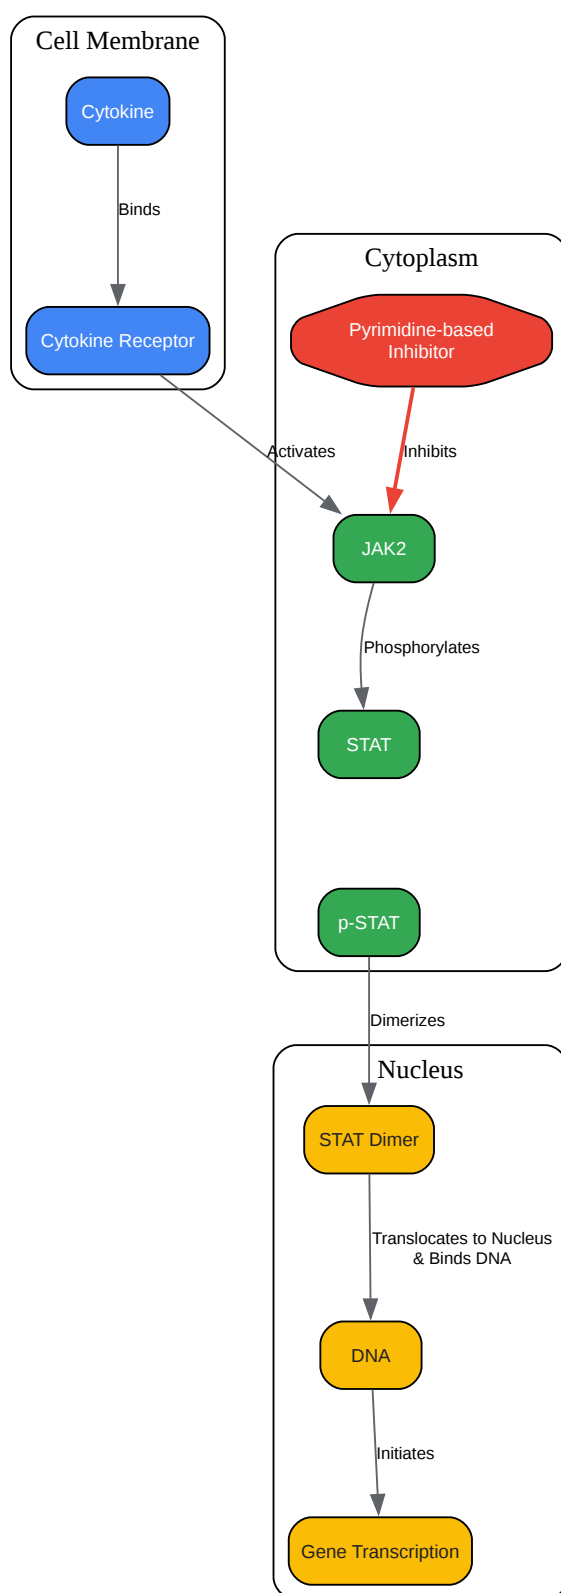 Cell Membrane
Cytokine
Binds
Cytokine Receptor
Cytoplasm
Pyrimidine-based
Inhibitor
Activates
Inhibits
JAK2
Phosphorylates
STAT
p-STAT
Dimerizes
Nucleus
STAT Dimer
Translocates to Nucleus
& Binds DNA
DNA
Initiates
Gene Transcription